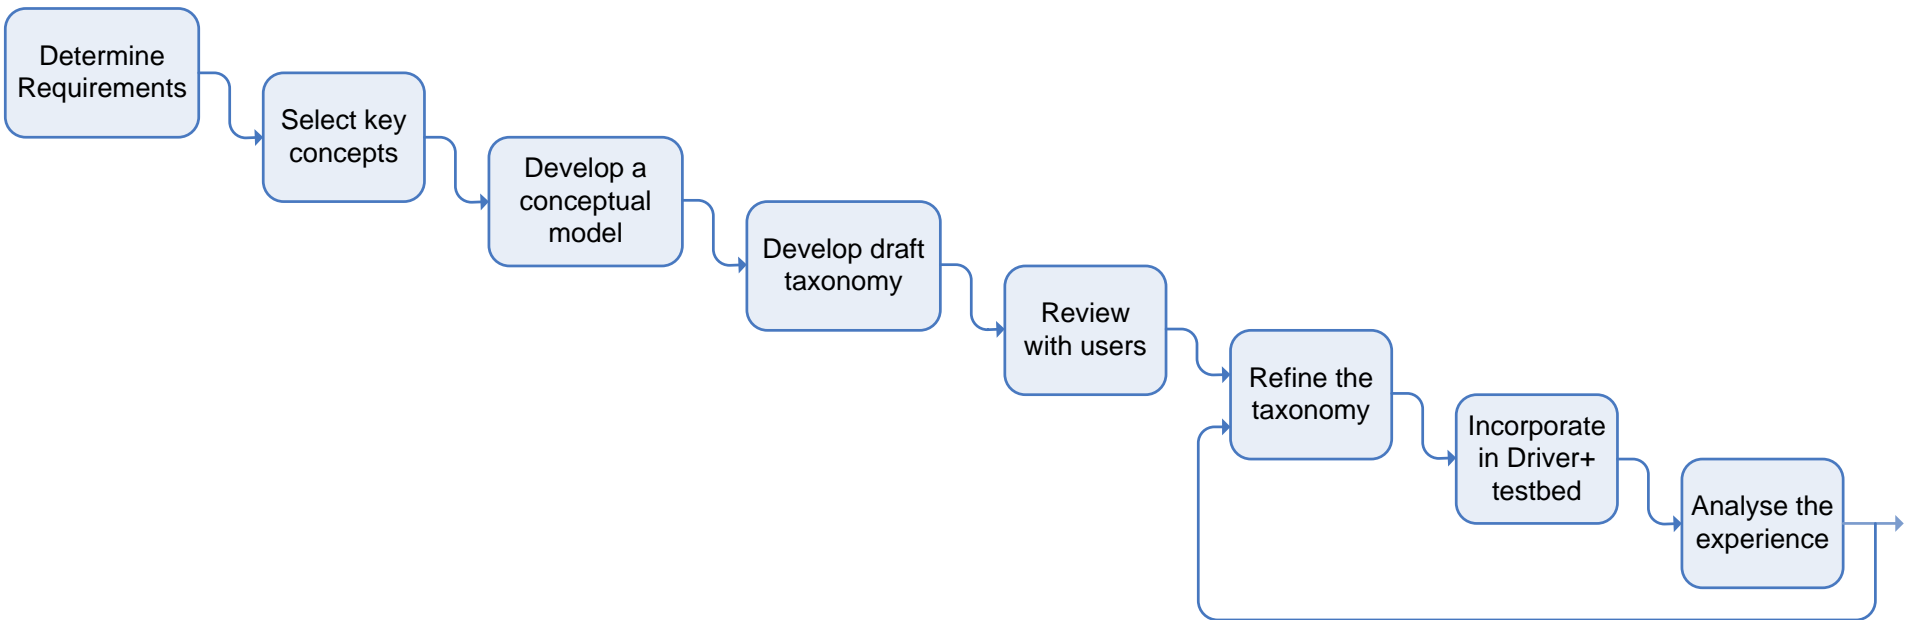 Determine
Requirements
Select key
concepts
Develop a
conceptual
model
Develop draft
taxonomy
Review
with users
Refine the
taxonomy
Incorporate
in Driver+
testbed
Analyse the
experience